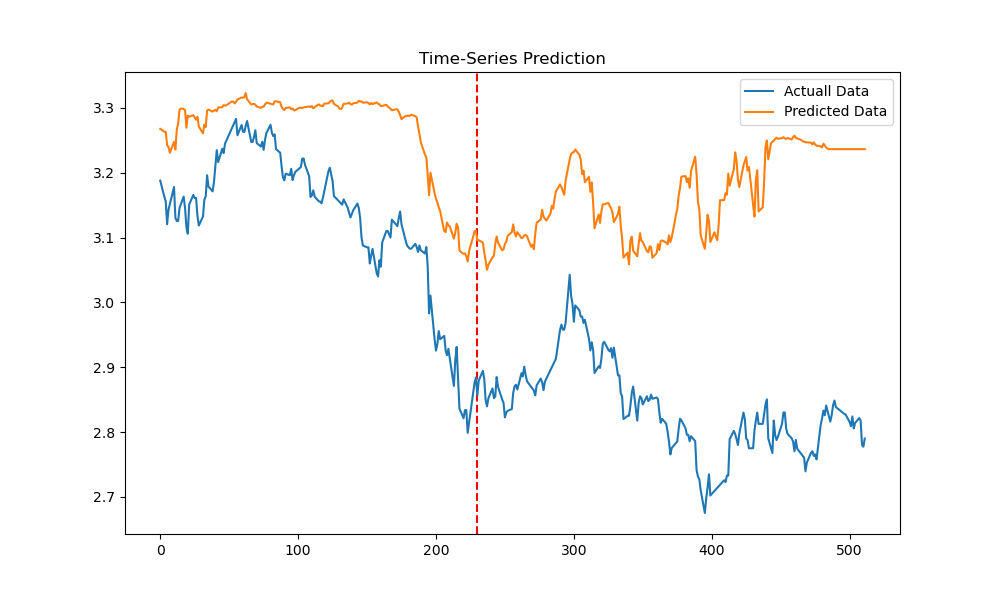 Time-Series Prediction
Actuall Data
Predicted Data
3.3
3.2
3.1
3.0
2.9
2.8
2.7
0 100 200 300 400 500